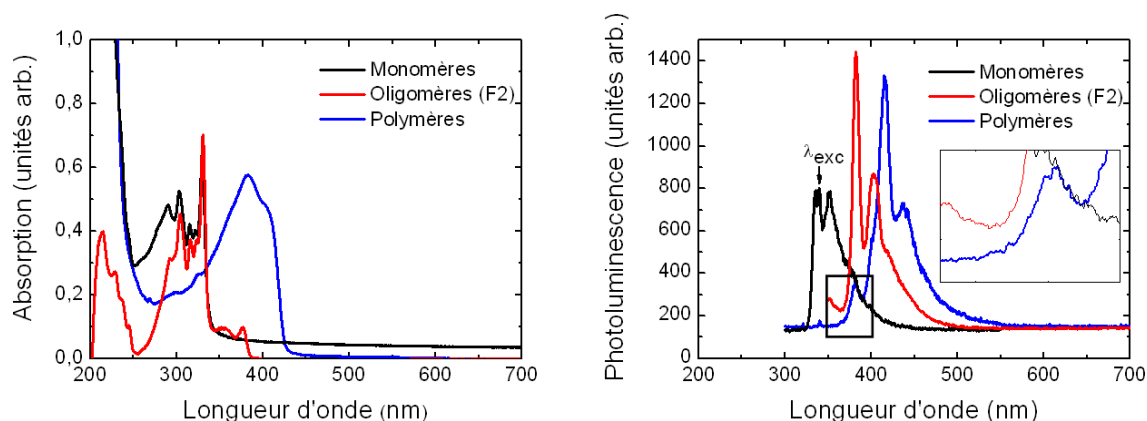 Absorption (unités arb.)
1,0
0,8
0,6
0,4
0,2
0,0
Monomères
Oligomères (F2)
Polymères
200 300 400 500 600 700
Longueur d'onde (nm)
Photoluminescence (unités arb.)
1400
1200
1000
800
600
400
200
0
Monomères
Oligomères (F2)
Polymères
λexc
200 300 400 500 600 700
Longueur d'onde (nm)